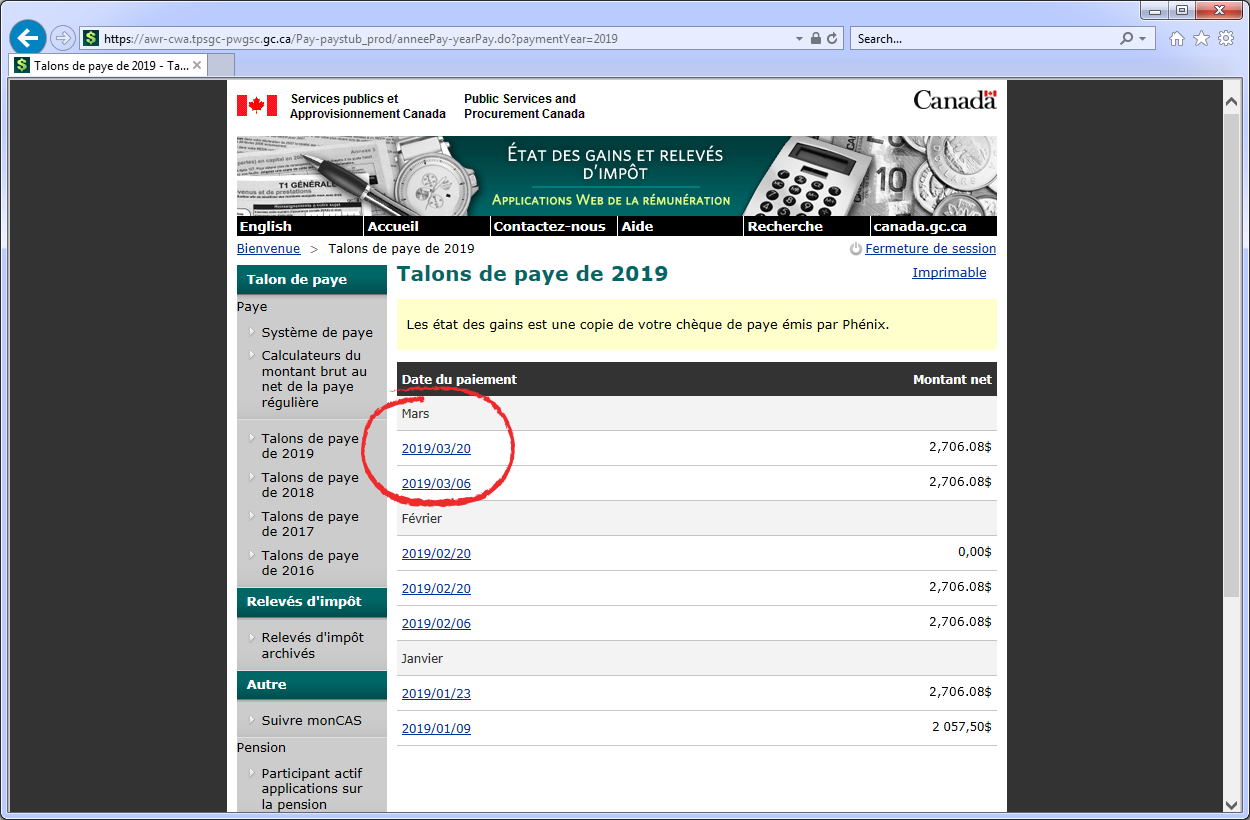 https://awr-cwa.tpsgc-pwgsc.gc.ca/Pay-paystub_prod/anneePay-yearPay.do?paymentYear=2019
Search...
Talons de paye de 2019 - Ta...
Services publics et
Approvisionnement Canada
Public Services and
Procurement Canada
Canada
T1 GÉNÉRALE
ÉTAT DES GAINS ET RELEVÉS
D'IMPÔT
APPLICATIONS WEB DE LA RÉMUNÉRATION
English Accueil Contactez-nous Aide Recherche canada.gc.ca
Bienvenue > Talons de paye de 2019
Fermeture de session
Talon de paye
Paye
Système de paye
Calculateurs du
montant brut au
net de la paye
régulière
Talons de paye
de 2019
Talons de paye
de 2018
Talons de paye
de 2017
Talons de paye
de 2016
Relevés d'impôt
Relevés d'impôt
archivés
Autre
Suivre monCAS
Pension
Participant actif
applications sur
la pension
Talons de paye de 2019
Imprimable
Les état des gains est une copie de votre chèque de paye émis par Phénix.
Date du paiement Montant net
Mars
2019/03/20 2,706.08$
2019/03/06 2,706.08$
Février
2019/02/20 0,00$
2019/02/20 2,706.08$
2019/02/06 2,706.08$
Janvier
2019/01/23 2,706.08$
2019/01/09 2 057,50$